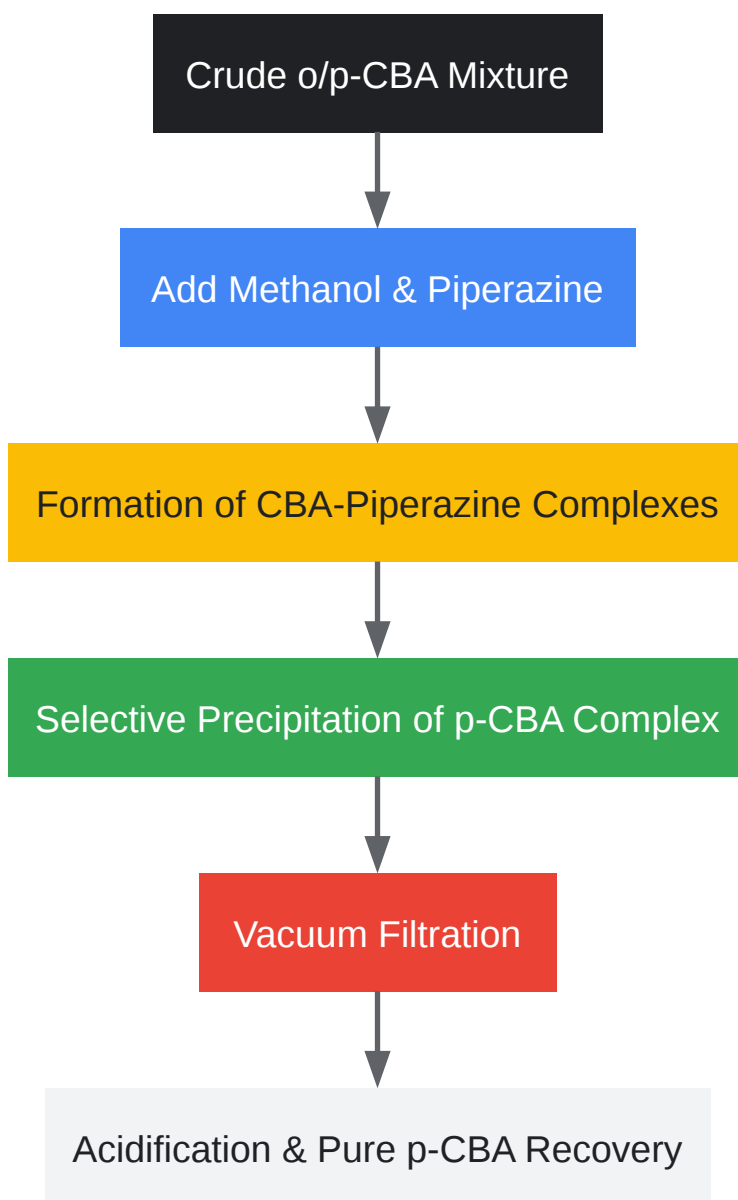 Crude o/p-CBA Mixture
Add Methanol & Piperazine
Formation of CBA-Piperazine Complexes
Selective Precipitation of p-CBA Complex
Vacuum Filtration
Acidification & Pure p-CBA Recovery